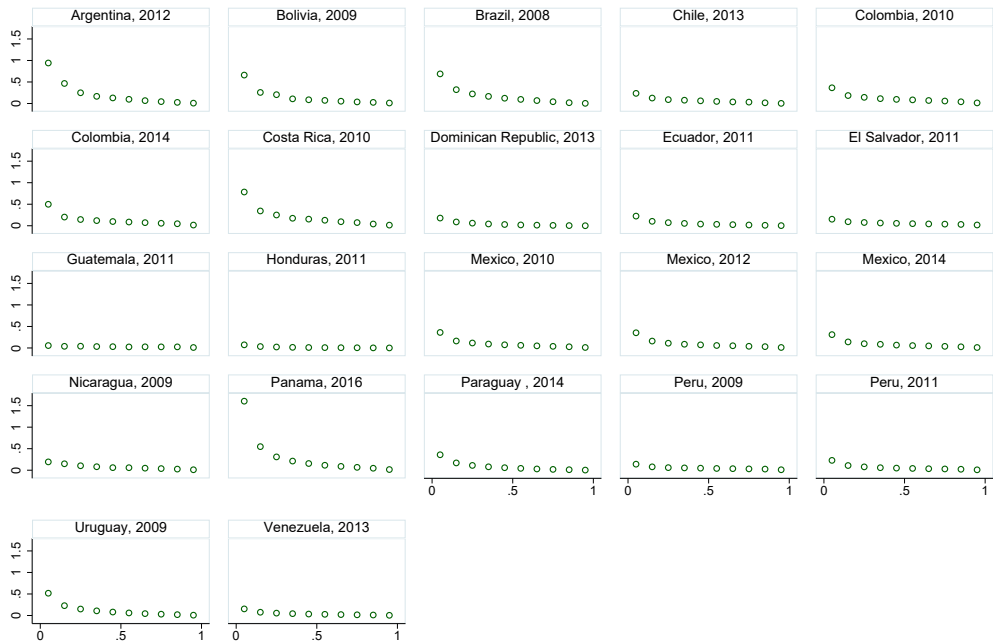 Argentina, 2012
Bolivia, 2009
Brazil, 2008
Chile, 2013
Colombia, 2010
0 .5 1 1.5
Colombia, 2014
Costa Rica, 2010
Dominican Republic, 2013
Ecuador, 2011
El Salvador, 2011
0 .5 1 1.5
Guatemala, 2011
Honduras, 2011
Mexico, 2010
Mexico, 2012
Mexico, 2014
0 .5 1 1.5
Nicaragua, 2009
Panama, 2016
Paraguay , 2014
Peru, 2009
Peru, 2011
0 .5 1 1.5
0 .5 1
0 .5 1
0 .5 1
Uruguay, 2009
Venezuela, 2013
0 .5 1 1.5
0 .5 1
0 .5 1